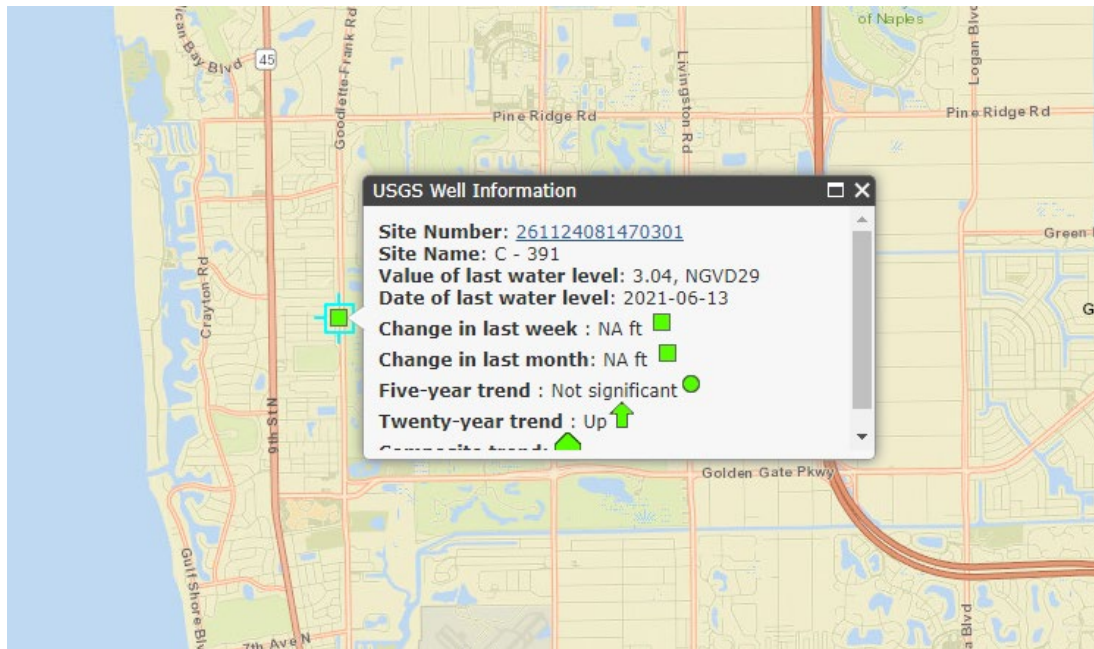 of Naples
Bay Blvd
45
Goodlette-Frank Rd
Livingston Rd
Logan Blvd
Pine Ridge Rd
Pine Ridge Rd
USGS Well Information
Site Number: 261124081470301
Site Name: C - 391
Value of last water level: 3.04, NGVD29
Date of last water level: 2021-06-13
Change in last week : NA ft
Change in last month: NA ft
Five-year trend : Not significant
Twenty-year trend : Up
Composite trend:
Green
G
Crayton Rd
9th St N
Golden Gate Pkwy
Gulf Shore Blv
7th Ave N
Blvd